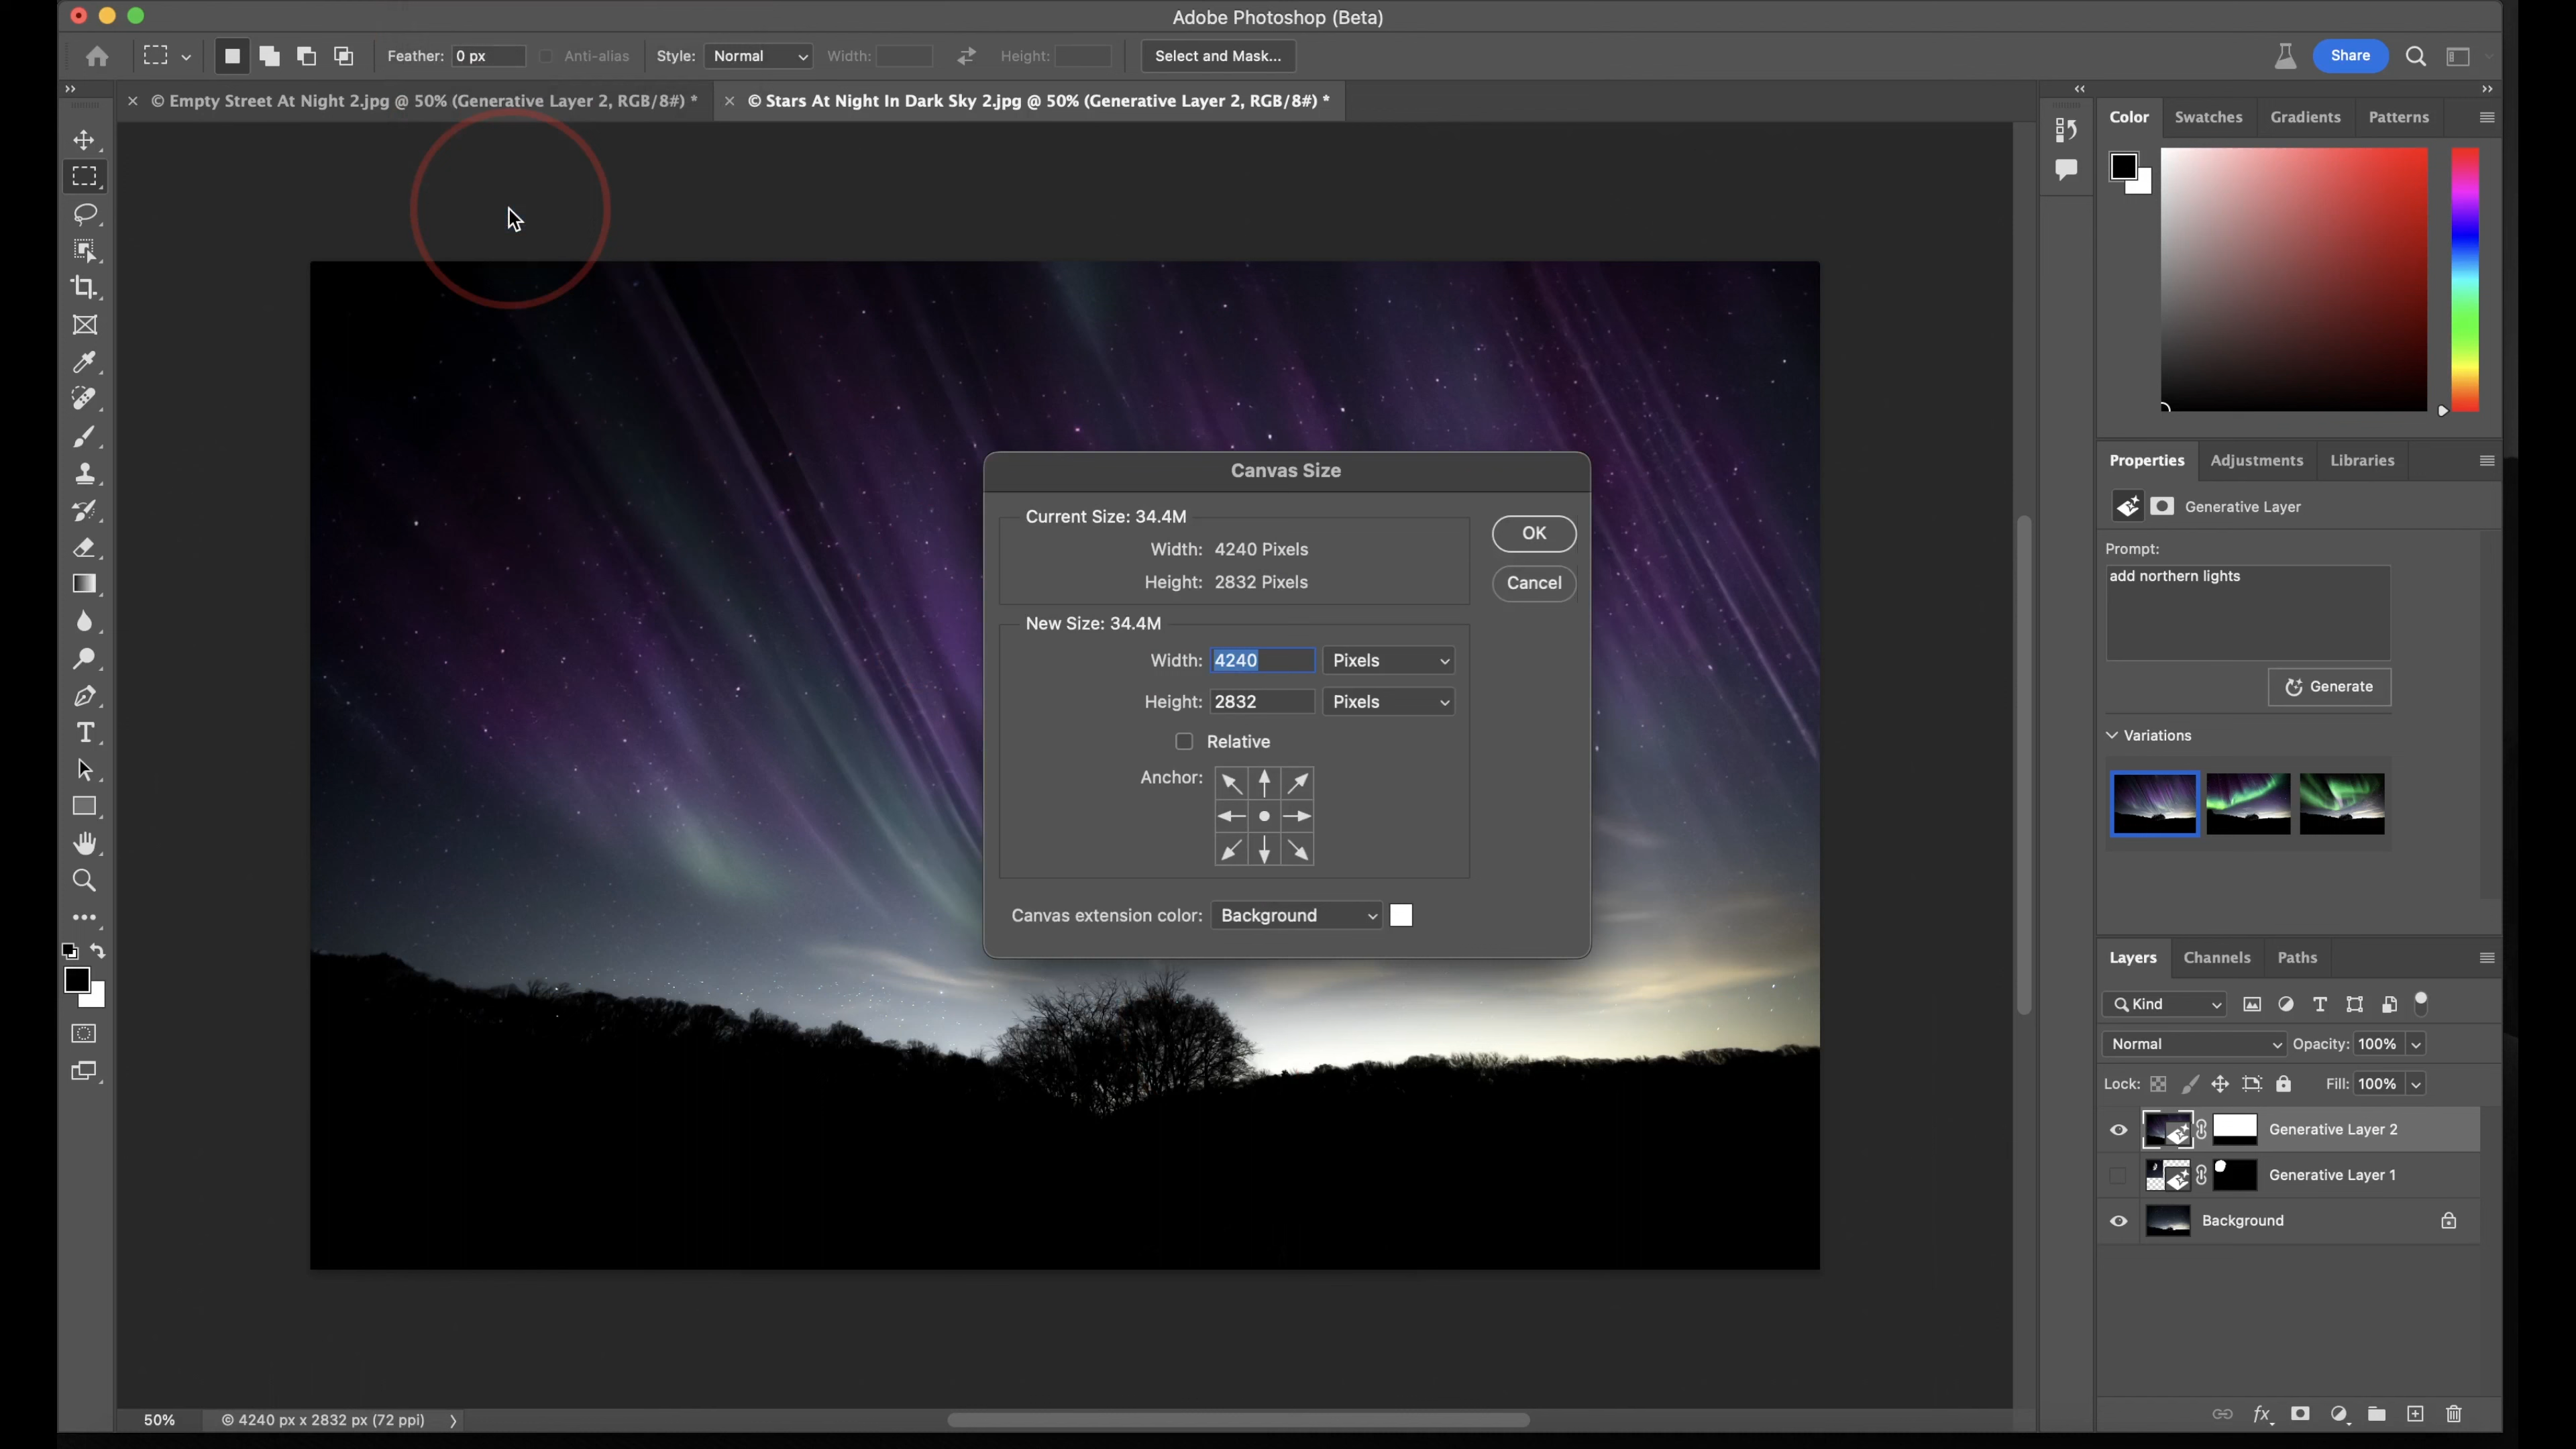 Adobe Photoshop (Beta)
Feather: 0 px Anti-alias Style: Normal Width: Height: Select and Mask... Share
© Empty Street At Night 2.jpg @ 50% (Generative Layer 2, RGB/8#) * © Stars At Night In Dark Sky 2.jpg @ 50% (Generative Layer 2, RGB/8#) *
Color Swatches Gradients Patterns
Canvas Size
Current Size: 34.4M
Width: 4240 Pixels
Height: 2832 Pixels
OK
Cancel
New Size: 34.4M
Width: 4240 Pixels
Height: 2832 Pixels
Relative
Anchor:
Canvas extension color: Background
Properties Adjustments Libraries
Generative Layer
Prompt:
add northern lights
Generate
Variations
Layers Channels Paths
Kind
Normal Opacity: 100%
Lock: Fill: 100%
Generative Layer 2
Generative Layer 1
Background
50% © 4240 px x 2832 px (72 ppi)